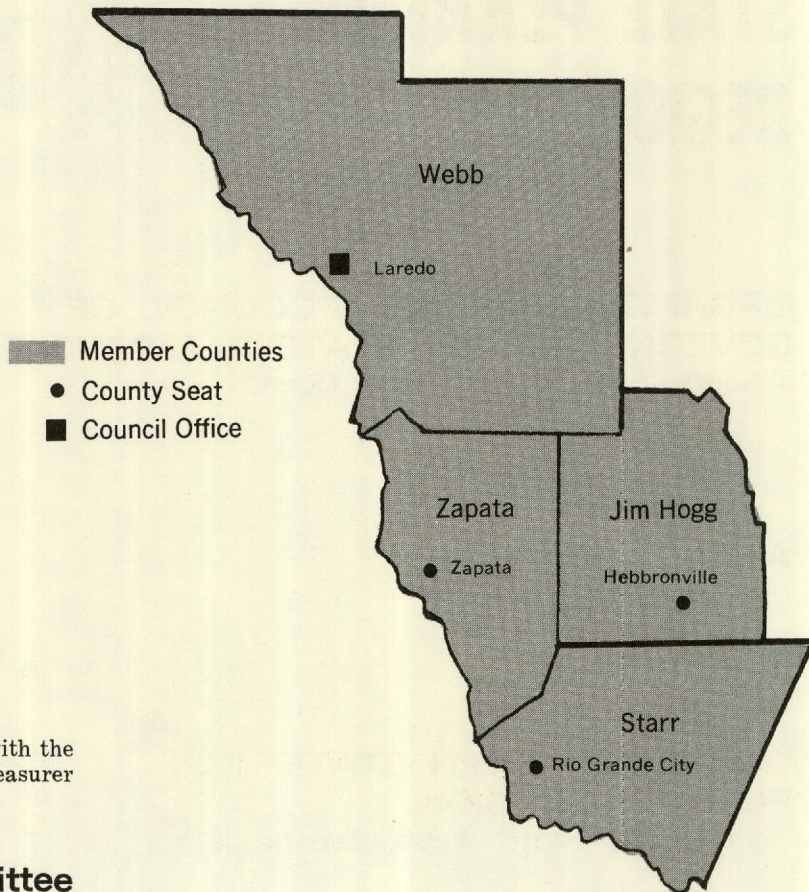 Webb
Laredo
Member Counties
County Seat
Council Office
Zapata
Jim Hogg
Zapata
Hebbronville
Starr
Rio Grande City
with the
easurer
ittee